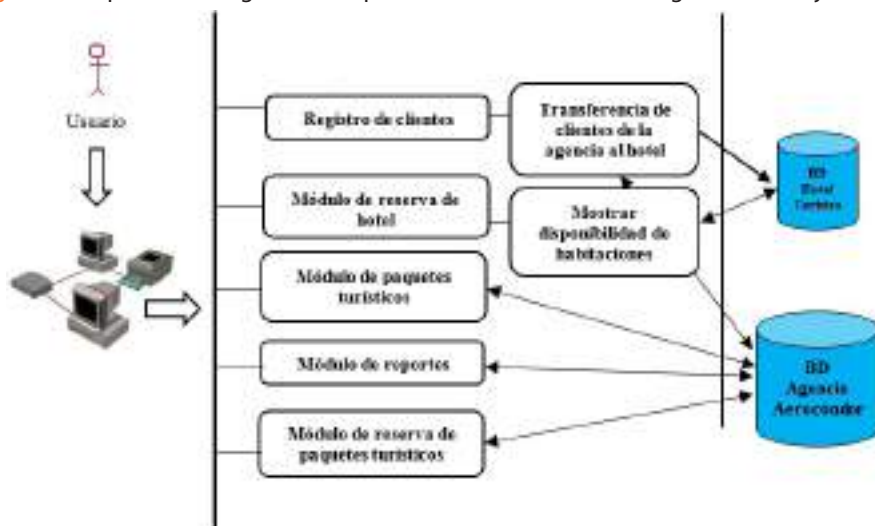 Usuario
Registro de clientes
Transferencia de
clientes de la
agencia al hotel
Módulo de reserva de
hotel
Mostrar
disponibilidad de
habitaciones
Módulo de paquetes
turísticos
Módulo de reportes
Módulo de reserva de
paquetes turísticos
BD
Hotel
BD
Agencia
Aerocondor